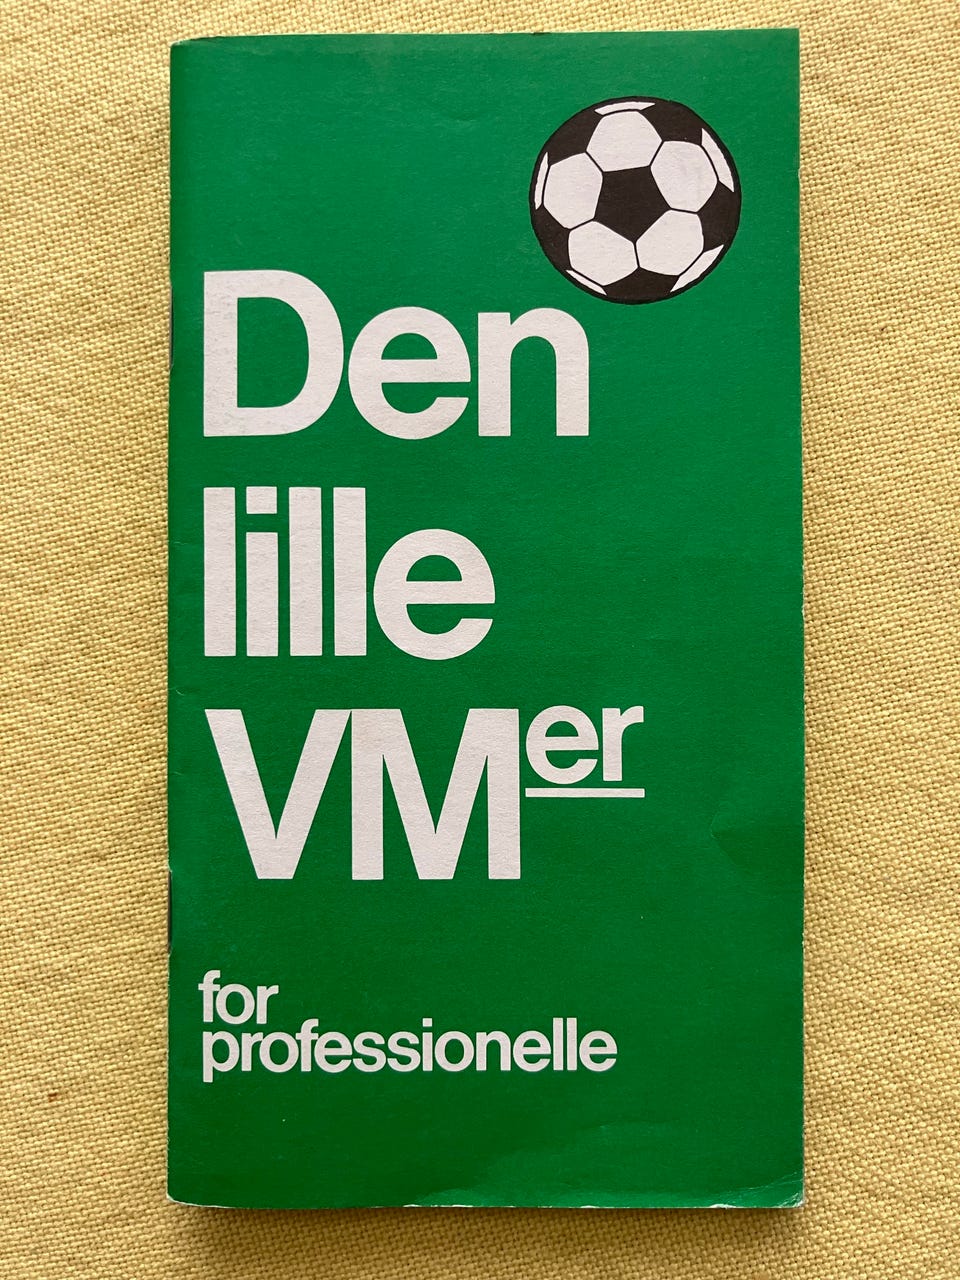 Den
lille
VMer
for
professionelle